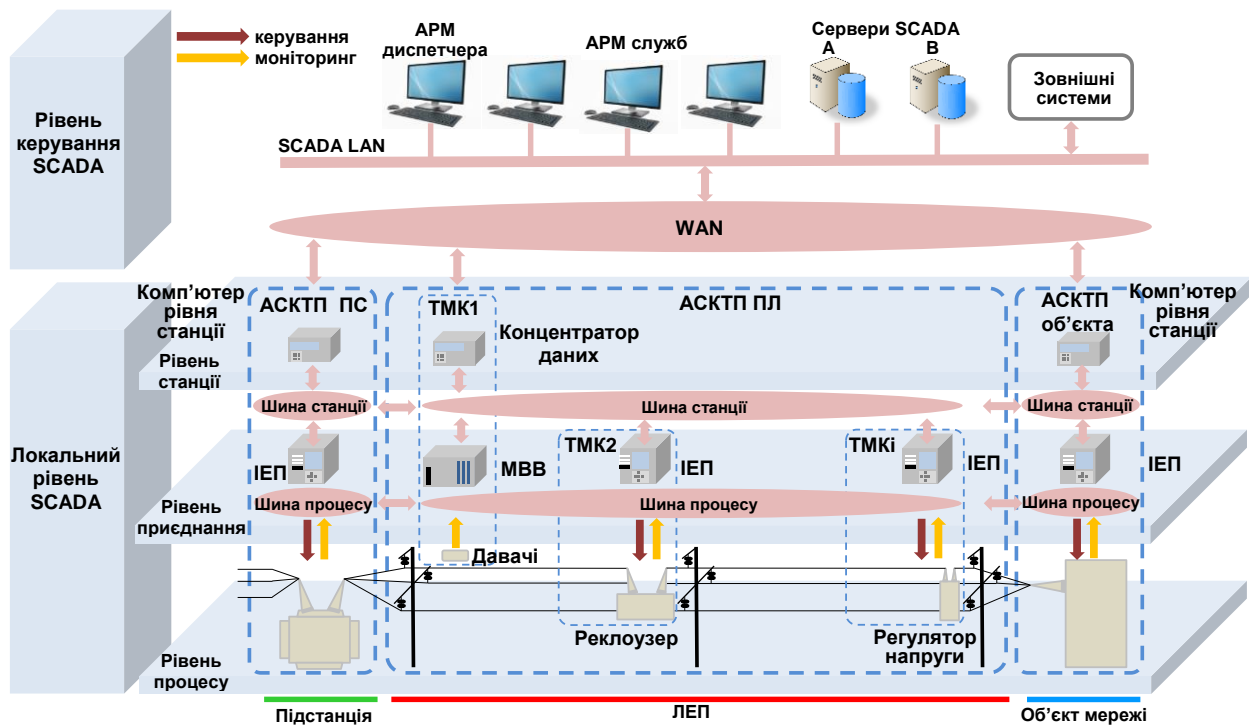 керування
моніторинг
АРМ
диспетчера
АРМ служб
Сервери SCADA
A
B
Зовнішні
системи
Рівень
керування
SCADA
SCADA LAN
WAN
Комп’ютер
рівня
станції
АСКТП ПС
ТМК1
АСКТП ПЛ
АСКТП
об’єкта
Комп’ютер
рівня
станції
Концентратор
даних
Рівень
станції
Шина станції
Шина станції
Шина станції
Локальний
рівень
SCADA
ІЕП
МВВ
ТМК2
ІЕП
ТМКі
ІЕП
ІЕП
Рівень
приєднання
Шина процесу
Шина процесу
Шина процесу
Давачі
Реклоузер
Регулятор
напруги
Рівень
процесу
Підстанція
ЛЕП
Об’єкт мережі